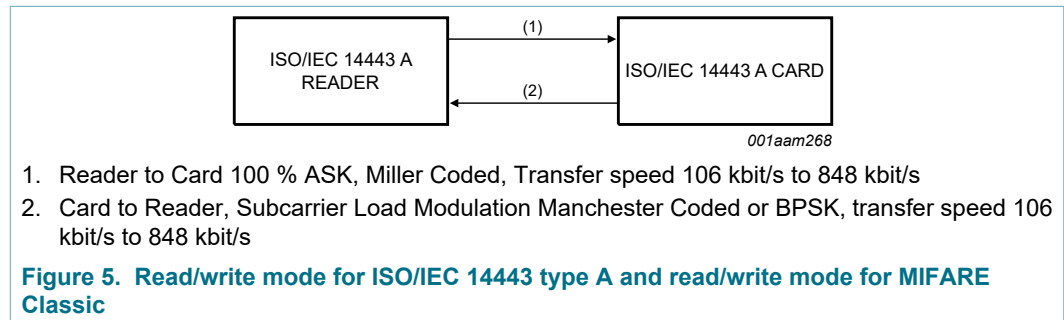 (1)
ISO/IEC 14443 A
READER
ISO/IEC 14443 A CARD
(2)
001aam268
1. Reader to Card 100 % ASK, Miller Coded, Transfer speed 106 kbit/s to 848 kbit/s
2. Card to Reader, Subcarrier Load Modulation Manchester Coded or BPSK, transfer speed 106
kbit/s to 848 kbit/s
Figure 5. Read/write mode for ISO/IEC 14443 type A and read/write mode for MIFARE
Classic